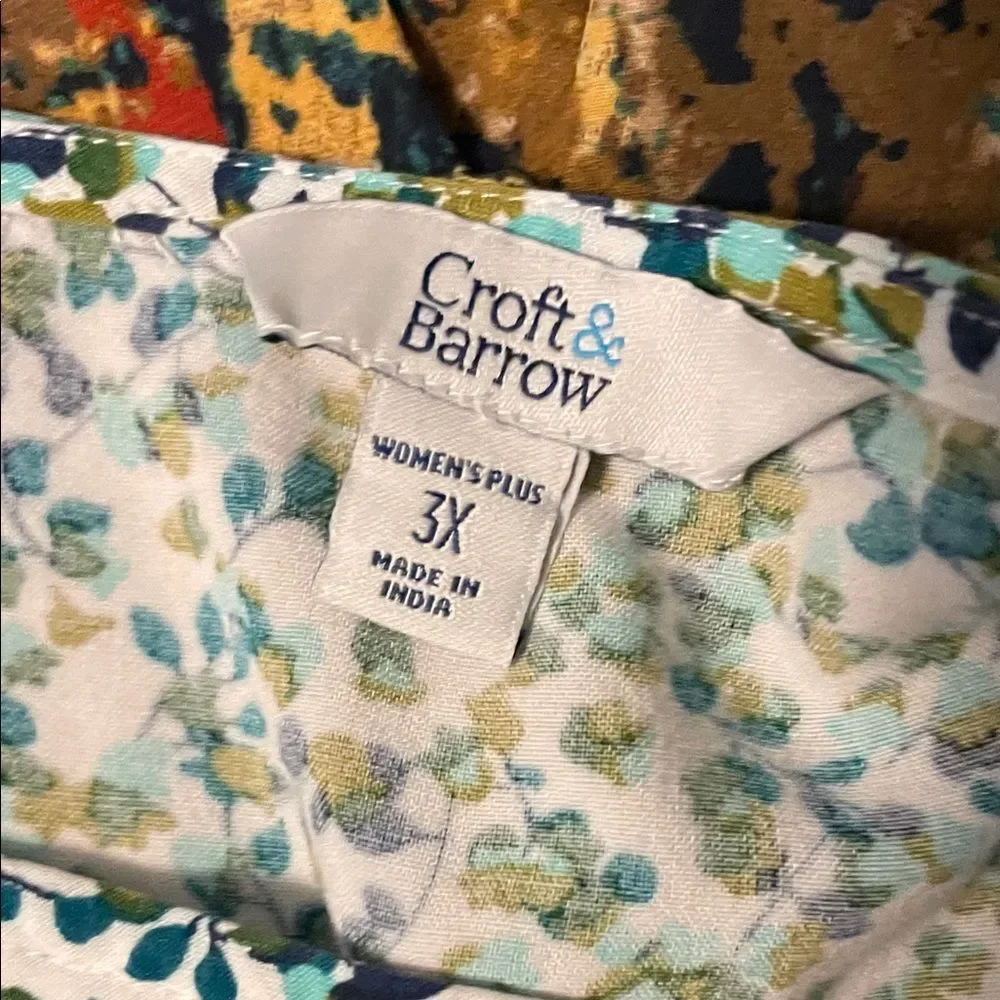 Croft&
Barrow
WOMEN'S PLUS
3X
MADE IN
INDIA